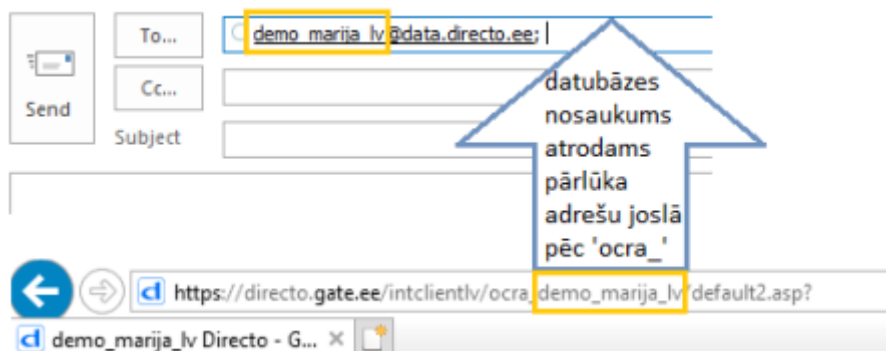 To...
demo_marija_lv@data.directo.ee;
Cc...
Send
Subject
datubāzes
nosaukums
atrodams
pārlūka
adrešu joslā
pēc 'ocra_'
https://directo.gate.ee/intclientlv/ocra_demo_marija_lv/default2.asp?
demo_marija_lv Directo - G...